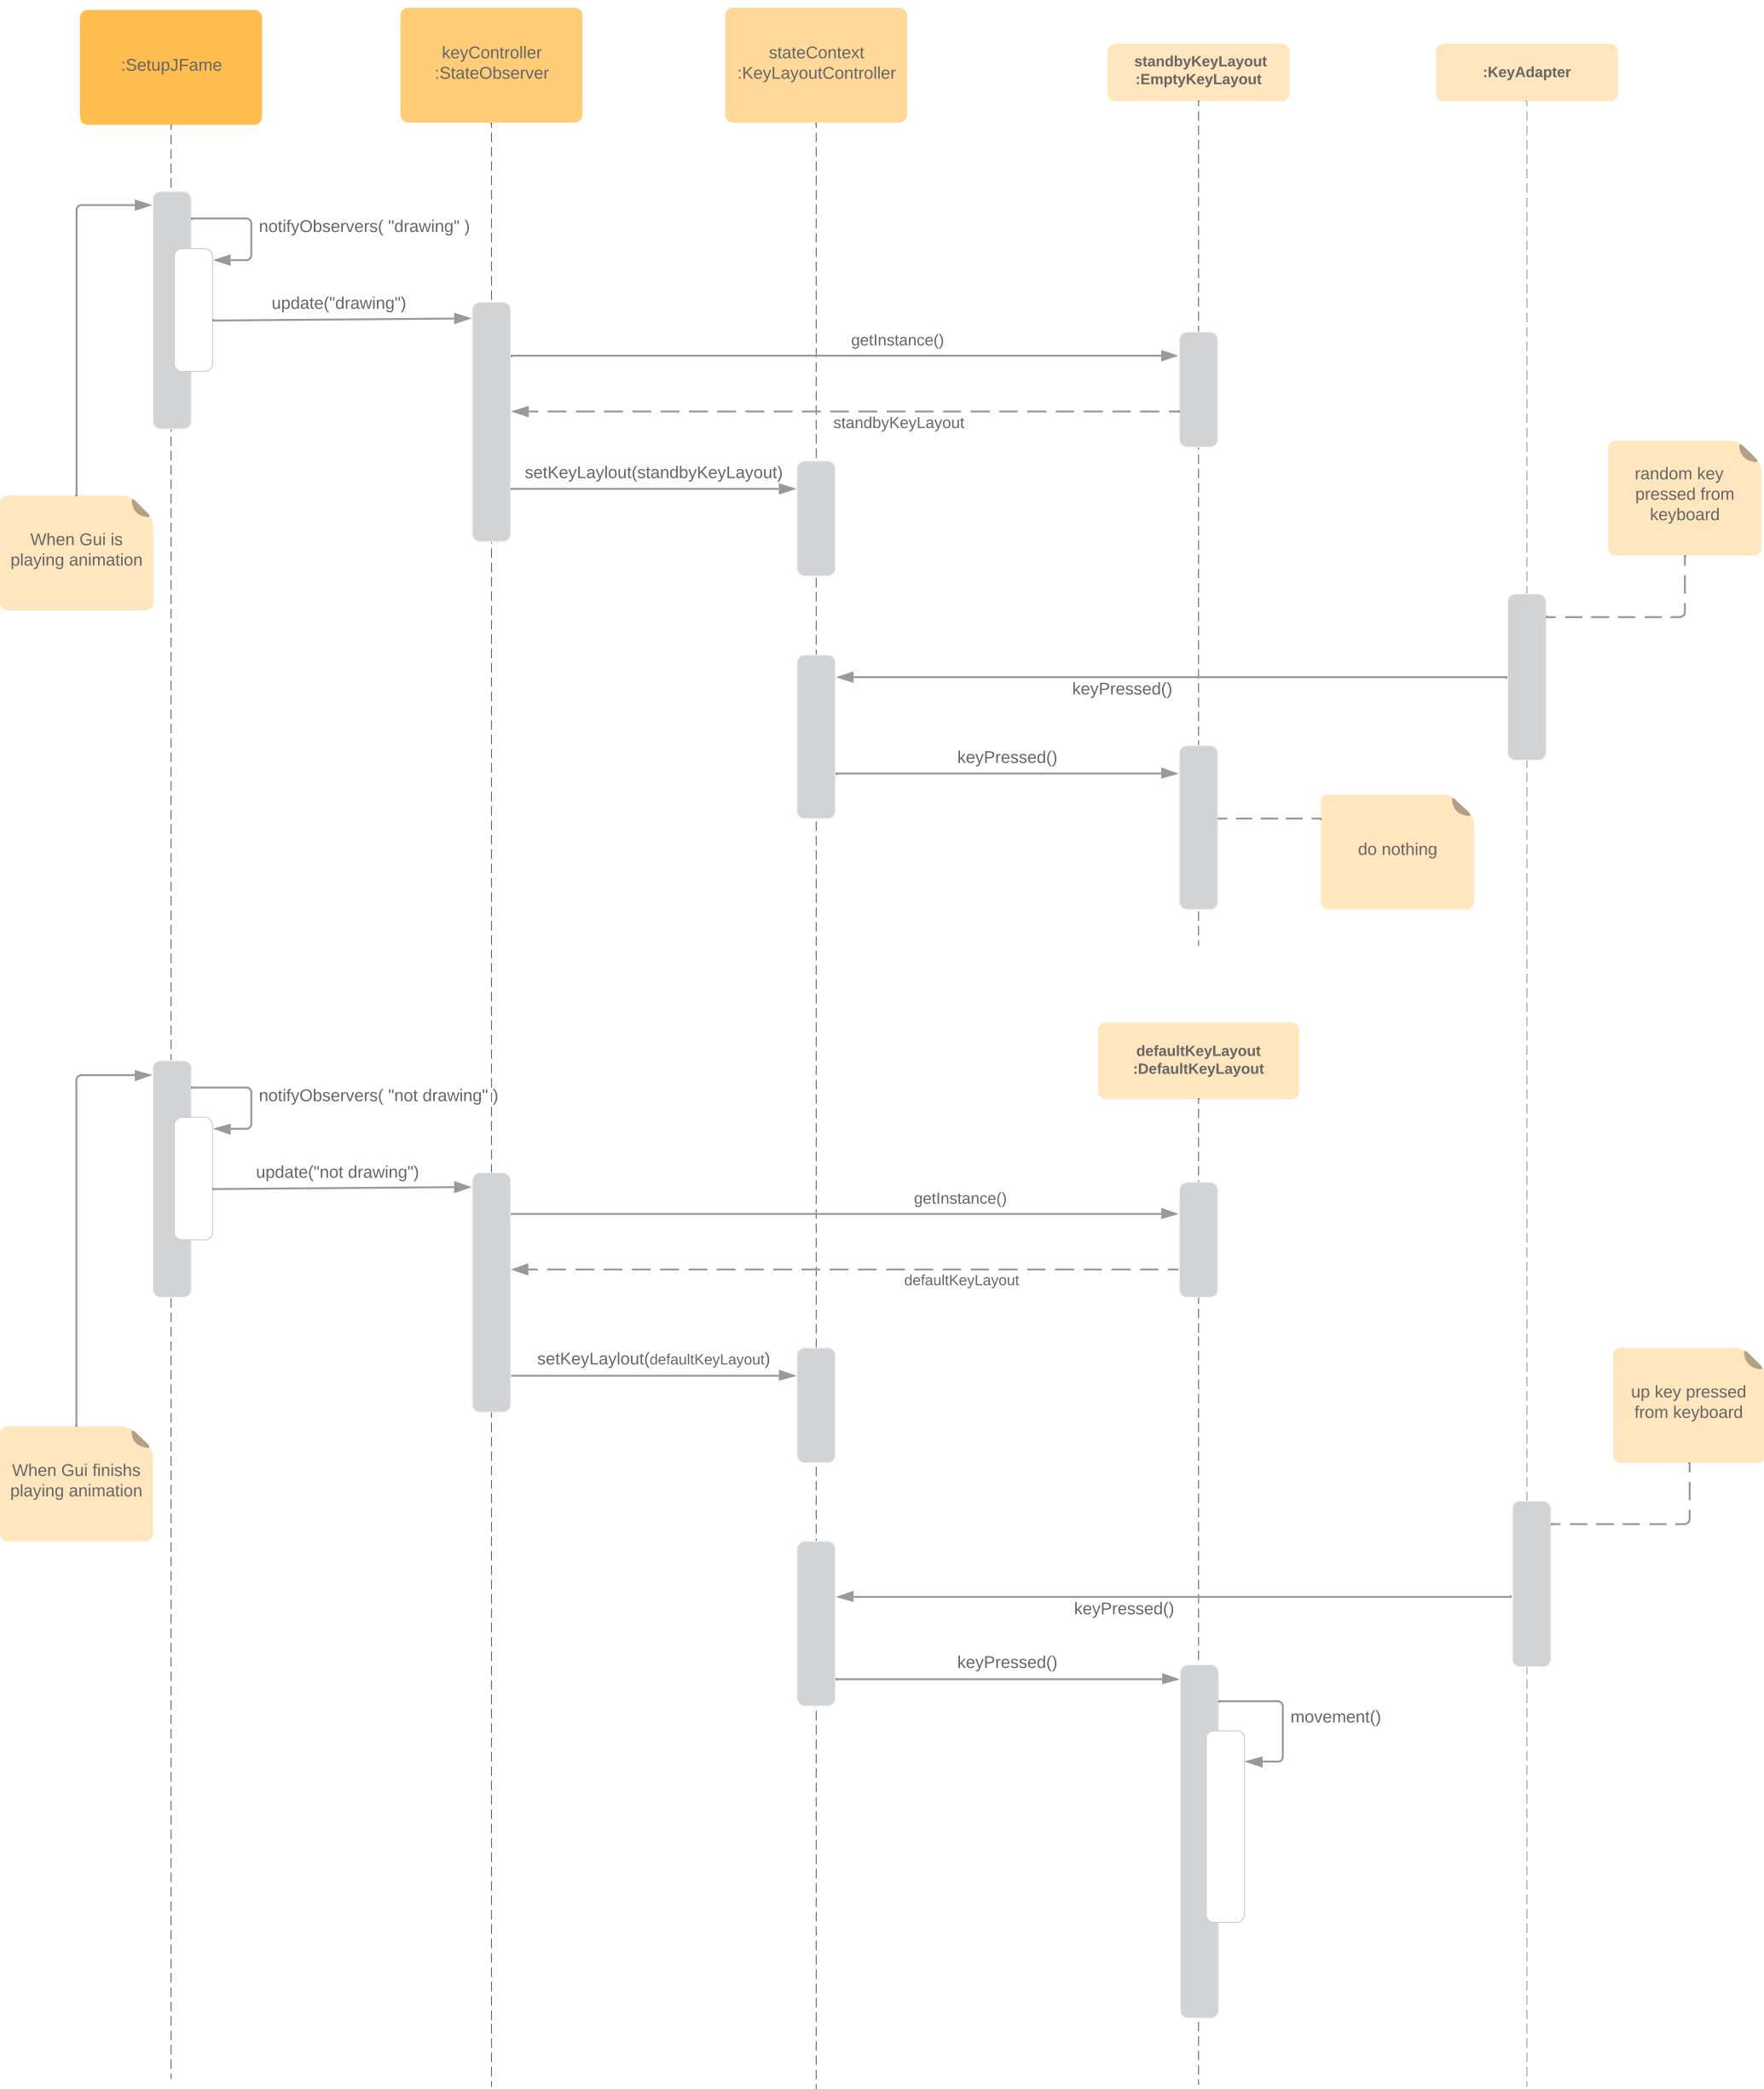 :SetupJFame
keyController
:StateObserver
stateContext
:KeyLayoutController
standbyKeyLayout
:EmptyKeyLayout
:KeyAdapter
notifyObservers( "drawing" )
update("drawing")
getInstance()
standbyKeyLayout
setKeyLaylout(standbyKeyLayout)
random key
pressed from
keyboard
When Gui is
playing animation
keyPressed()
keyPressed()
do nothing
defaultKeyLayout
:DefaultKeyLayout
notifyObservers( "not drawing" )
update("not drawing")
getInstance()
defaultKeyLayout
setKeyLaylout(defaultKeyLayout)
up key pressed
from keyboard
When Gui finishs
playing animation
keyPressed()
keyPressed()
movement()